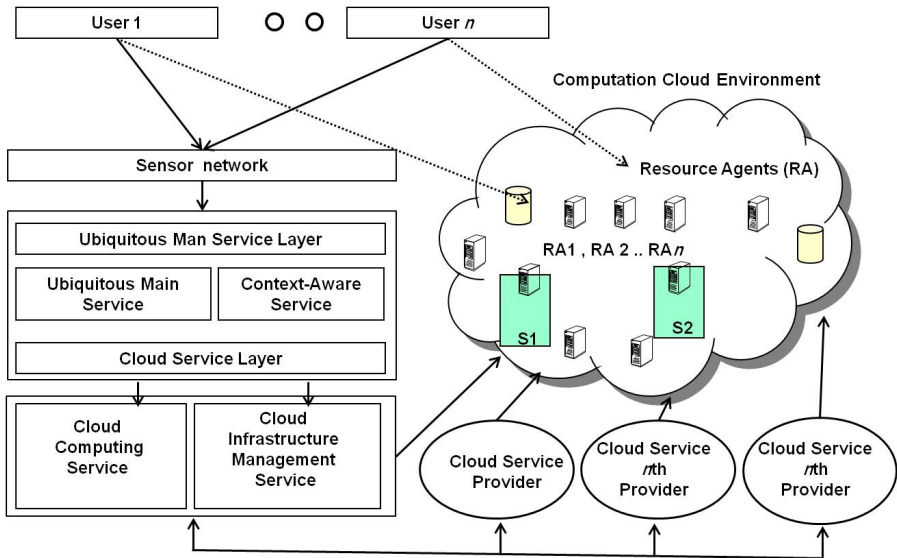 User 1
User n
Computation Cloud Environment
Sensor network
Resource Agents (RA)
Ubiquitous Man Service Layer
RA1 , RA 2 .. RAn
Ubiquitous Main
Service
Context-Aware
Service
S1
S2
Cloud Service Layer
Cloud
Computing
Service
Cloud
Infrastructure
Management
Service
Cloud Service
Provider
Cloud Service
nth
Provider
Cloud Service
nth
Provider